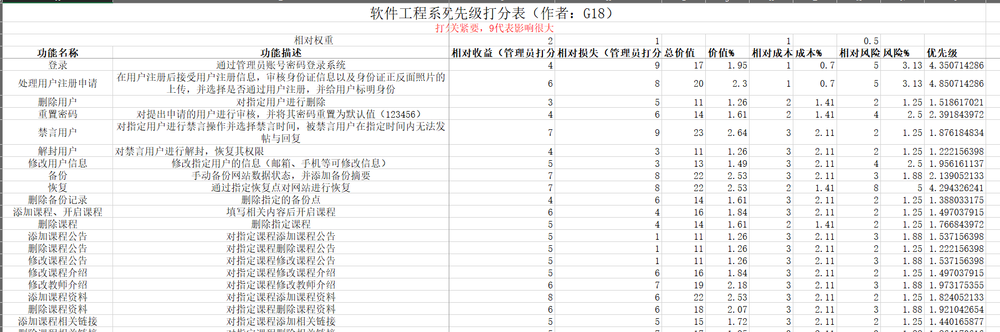 软件工程系 先级打分表（作者：G18）
打 关紧要，9代表影响很大
相对权重 2 1 1 0.5
功能名称 功能描述 相对收益（管理员打分 相对损失（管理员打分 总价值 价值% 相对成本 成本% 相对风险 风险% 优先级
登录 通过管理员账号密码登录系统 4 9 17 1.95 1 0.7 5 3.13 4.350714286
处理用户注册申请 在用户注册后接受用户注册信息，审核身份证信息以及身份证正反面照片的
上传，并选择是否通过用户注册，并给用户标明身份 6 8 20 2.3 1 0.7 5 3.13 4.850714286
删除用户 对指定用户进行删除 3 5 11 1.26 2 1.41 2 1.25 1.518617021
重置密码 对提出申请的用户进行审核，并将其密码重置为默认值（123456） 4 6 14 1.61 2 1.41 4 2.5 2.391843972
禁言用户 对指定用户进行禁言操作并选择禁言时间，被禁言用户在指定时间内无法发
帖与回复 7 9 23 2.64 3 2.11 2 1.25 1.876184834
解封用户 对禁言用户进行解封，恢复其权限 4 3 11 1.26 3 2.11 2 1.25 1.222156398
修改用户信息 修改指定用户的信息（邮箱、手机等可修改信息） 5 3 13 1.49 3 2.11 4 2.5 1.956161137
备份 手动备份网站数据状态，并添加备份摘要 7 8 22 2.53 3 2.11 3 1.88 2.139052133
恢复 通过指定恢复点对网站进行恢复 7 8 22 2.53 2 1.41 8 5 4.294326241
删除备份记录 删除指定的备份点 4 6 14 1.61 3 2.11 2 1.25 1.388033175
添加课程、开启课程 填写相关内容后开启课程 6 4 16 1.84 3 2.11 2 1.25 1.497037915
删除课程 删除指定课程 5 4 14 1.61 2 1.41 2 1.25 1.766843972
添加课程公告 对指定课程添加课程公告 5 1 11 1.26 3 2.11 3 1.88 1.537156398
删除课程公告 对指定课程删除课程公告 5 1 11 1.26 3 2.11 2 1.25 1.222156398
修改课程公告 对指定课程修改课程公告 5 1 11 1.26 3 2.11 3 1.88 1.537156398
修改课程介绍 对指定课程修改课程介绍 5 6 16 1.84 3 2.11 2 1.25 1.497037915
修改教师介绍 对指定课程修改教师介绍 6 7 19 2.18 3 2.11 3 1.88 1.973175355
添加课程资料 对指定课程添加课程资料 8 6 22 2.53 3 2.11 2 1.25 1.824052133
删除课程资料 对指定课程删除课程资料 6 6 18 2.07 3 2.11 3 1.88 1.921042654
添加课程相关链接 对指定课程添加相关链接 5 5 15 1.72 3 2.11 2 1.25 1.440165877